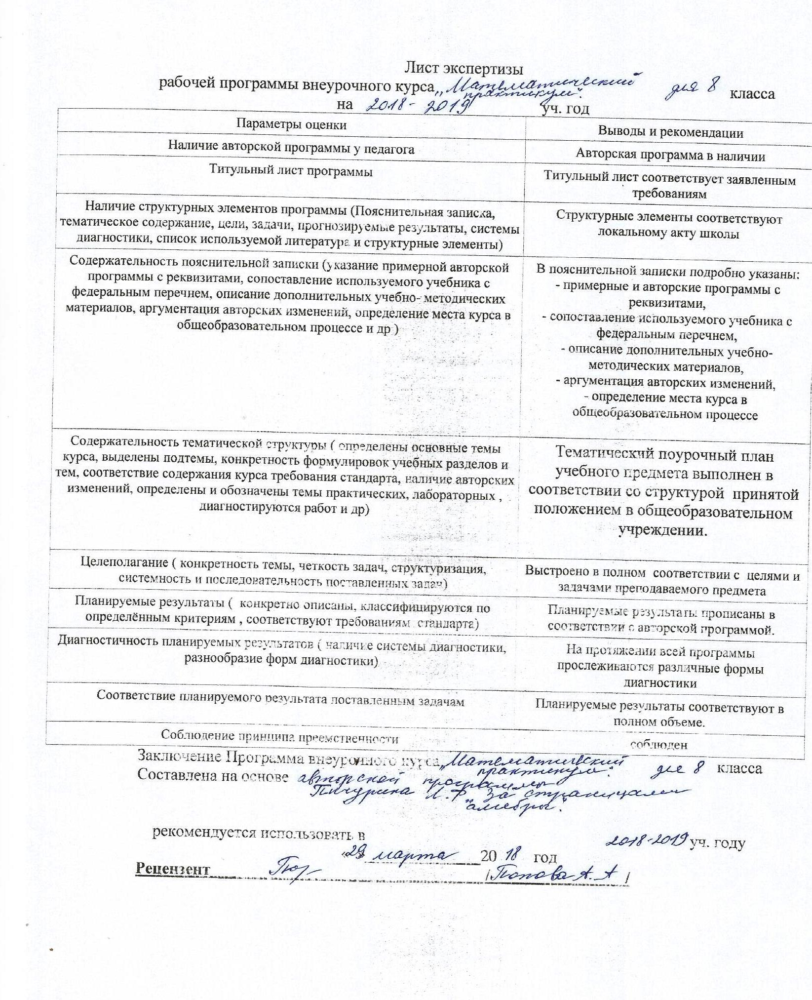 Лист экспертизы
рабочей программы внеурочного курса „Математический
практикум". для 8 класса
на 2018 - 2019 уч. год
Параметры оценки
Выводы и рекомендации
Наличие авторской программы у педагога
Авторская программа в наличии
Титульный лист программы
Титульный лист соответствует заявленным
требованиям
Наличие структурных элементов программы (Пояснительная записка,
тематическое содержание, цели, задачи, прогнозируемые результаты, системы
диагностики, список используемой литература и структурные элементы)
Структурные элементы соответствуют
локальному акту школы
Содержательность пояснительной записки (указание примерной авторской
программы с реквизитами, сопоставление используемого учебника с
федеральным перечнем, описание дополнительных учебно- методических
материалов, аргументация авторских изменений, определение места курса в
общеобразовательном процессе и др )
В пояснительной записки подробно указаны:
- примерные и авторские программы с
реквизитами,
- сопоставление используемого учебника с
федеральным перечнем,
- описание дополнительных учебно-
методических материалов,
- аргументация авторских изменений,
- определение места курса в
общеобразовательном процессе
Содержательность тематической структуры ( определены основные темы
курса, выделены подтемы, конкретность формулировок учебных разделов и
тем, соответствие содержания курса требования стандарта, наличие авторских
изменений, определены и обозначены темы практических, лабораторных ,
диагностируются работ и др)
Тематический поурочный план
учебного предмета выполнен в
соответствии со структурой принятой
положением в общеобразовательном
учреждении.
Целеполагание ( конкретность темы, четкость задач, структуризация,
системность и последовательность поставленных задач)
Выстроено в полном соответствии с целями и
задачами преподаваемого предмета
Планируемые результаты ( конкретно описаны, классифицируются по
определённым критериям , соответствуют требованиям стандарта)
Планируемые результаты прописаны в
соответствии с авторской программой.
Диагностичность планируемых результатов ( наличие системы диагностики,
разнообразие форм диагностики)
На протяжении всей программы
прослеживаются различные формы
диагностики
Соответствие планируемого результата поставленным задачам
Планируемые результаты соответствуют в
полном объеме.
Соблюдение принципа преемственности
соблюден
Заключение Программа внеурочного курса „Математический
практикум". для 8 класса
Составлена на основе авторской программы
Пичурина Л.Ф „За страницами
алгебры".
рекомендуется использовать в 2018-2019 уч. году
«29» марта 2018 год
Рецензент /Попова А. А /